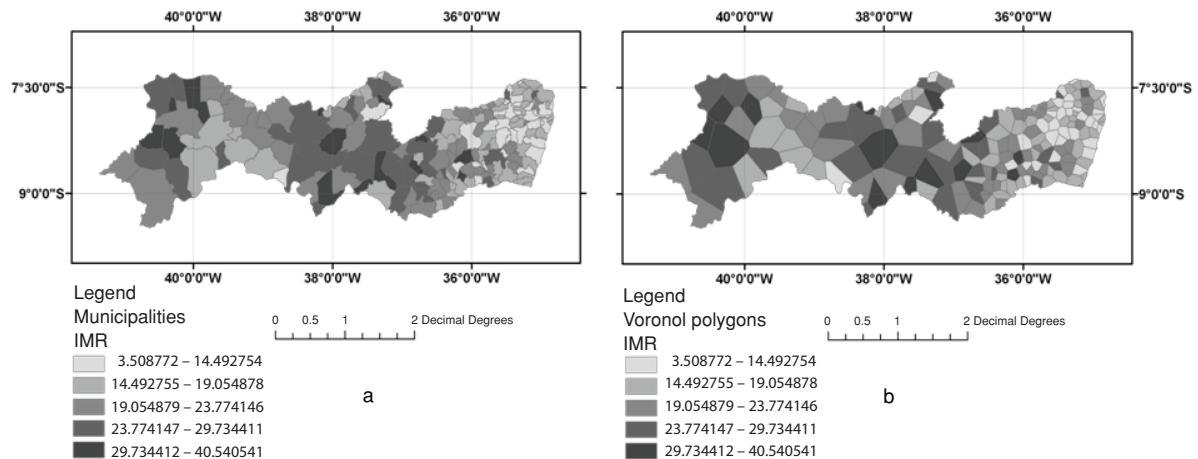 40°0'0"W 38°0'0"W 36°0'0"W
40°0'0"W 38°0'0"W 36°0'0"W
7°30'0"S
7°30'0"S
9°0'0"S
9°0'0"S
40°0'0"W 38°0'0"W 36°0'0"W
40°0'0"W 38°0'0"W 36°0'0"W
Legend
Municipalities
IMR
3.508772 – 14.492754
14.492755 – 19.054878
19.054879 – 23.774146
23.774147 – 29.734411
29.734412 – 40.540541
0 0.5 1 2 Decimal Degrees
a
Legend
Voronol polygons
IMR
3.508772 – 14.492754
14.492755 – 19.054878
19.054879 – 23.774146
23.774147 – 29.734411
29.734412 – 40.540541
0 0.5 1 2 Decimal Degrees
b